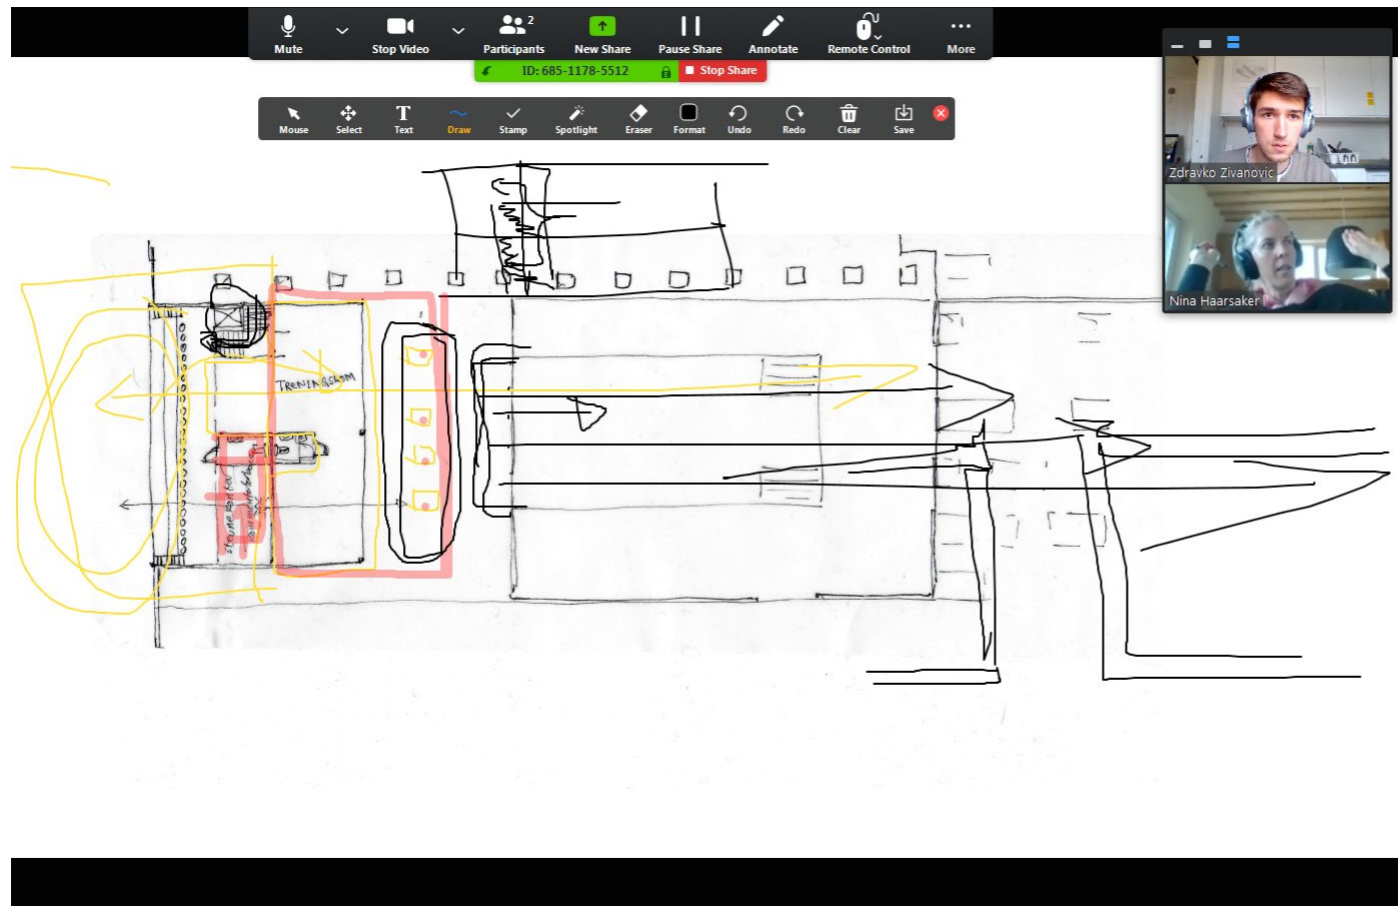 2
Mute
Stop Video
Participants
New Share
Pause Share
Annotate
Remote Control
More
ID: 685-1178-5512
Stop Share
Mouse
Select
Text
Draw
Stamp
Spotlight
Eraser
Format
Undo
Redo
Clear
Save
Zdravko Zivanovic
Nina Haarsaker
TRENINGSROM